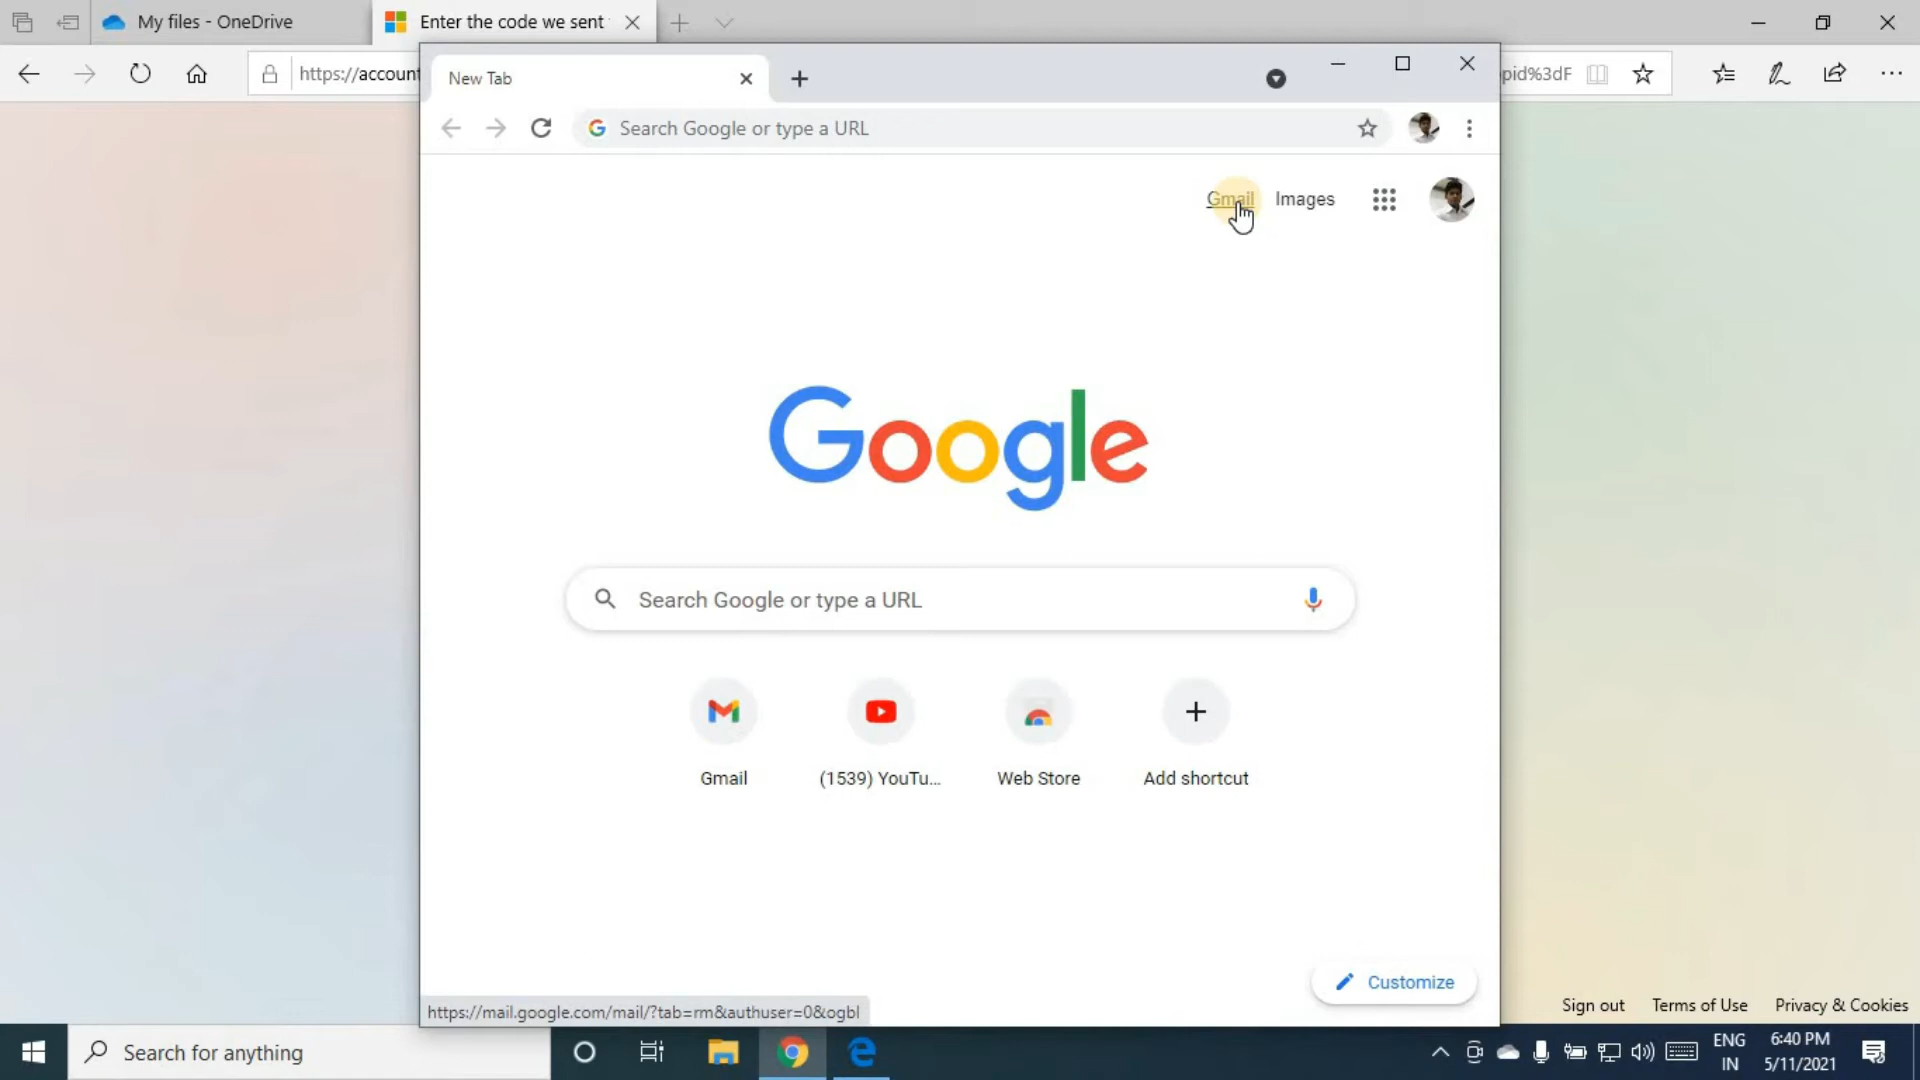 My files - OneDrive
Enter the code we sent
https://account
pid%3dF
New Tab
Search Google or type a URL
Gmail
Images
Google
Search Google or type a URL
Gmail
(1539) YouTu...
Web Store
Add shortcut
Customize
https://mail.google.com/mail/?tab=rm&authuser=0&ogbl
Sign out
Terms of Use
Privacy & Cookies
Search for anything
ENG
IN
6:40 PM
5/11/2021